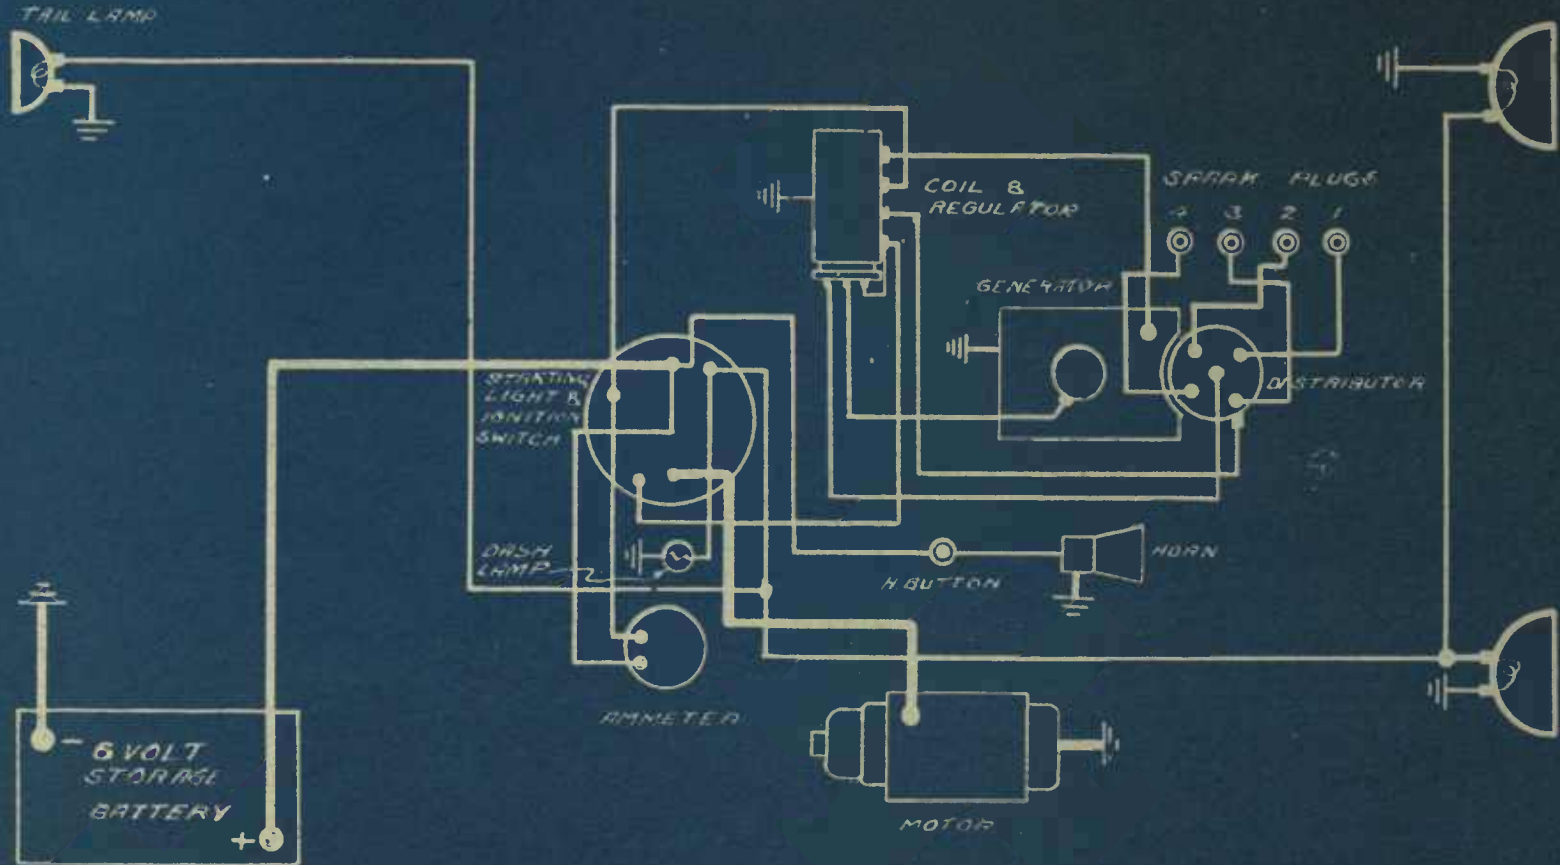 TAIL LAMP
COIL &
REGULATOR
SPARK PLUGS
4 3 2 1
GENERATOR
DISTRIBUTOR
STARTING
LIGHT &
IGNITION
SWITCH
DASH
LAMP
HORN
H. BUTTON
AMMETER
- 6 VOLT
STORAGE
BATTERY
+
MOTOR